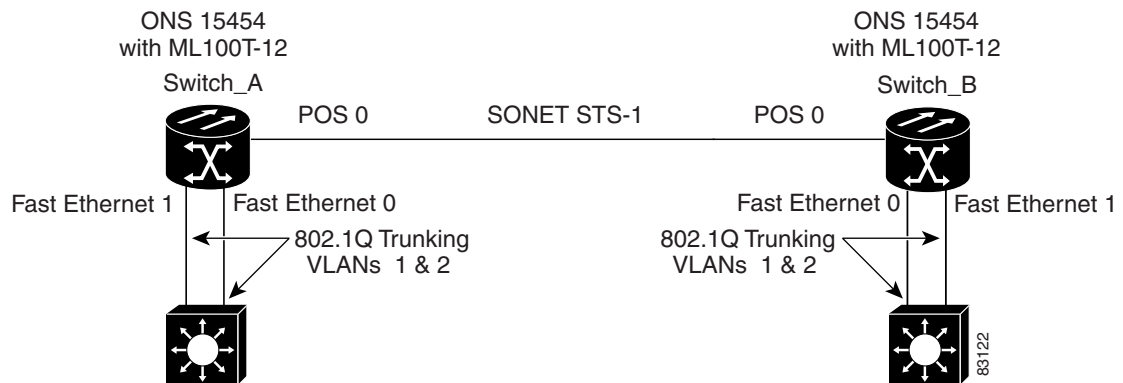 ONS 15454
with ML100T-12
Switch_A
ONS 15454
with ML100T-12
Switch_B
POS 0
SONET STS-1
POS 0
Fast Ethernet 1
Fast Ethernet 0
Fast Ethernet 0
Fast Ethernet 1
802.1Q Trunking
VLANs 1 & 2
802.1Q Trunking
VLANs 1 & 2
83122